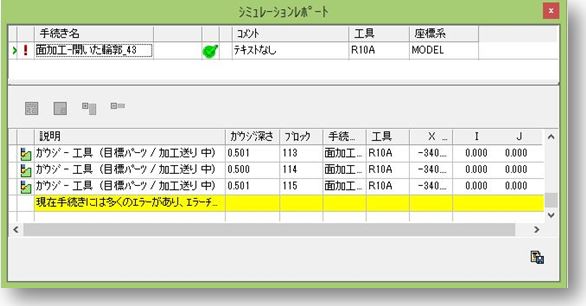 シミュレーションレポート
手続き名 コメント 工具 座標系
面加工-開いた輪郭_43 テキストなし R10A MODEL
説明 ガウジ深さ ブロック 手続... 工具 X ... I J
ガウジ - 工具 (目標パーツ / 加工送り 中) 0.501 113 面加工... R10A -340... 0.000 0.000
ガウジ - 工具 (目標パーツ / 加工送り 中) 0.500 114 面加工... R10A -340... 0.000 0.000
ガウジ - 工具 (目標パーツ / 加工送り 中) 0.501 115 面加工... R10A -340... 0.000 0.000
現在手続きには多くのエラーがあり、エラーチ...